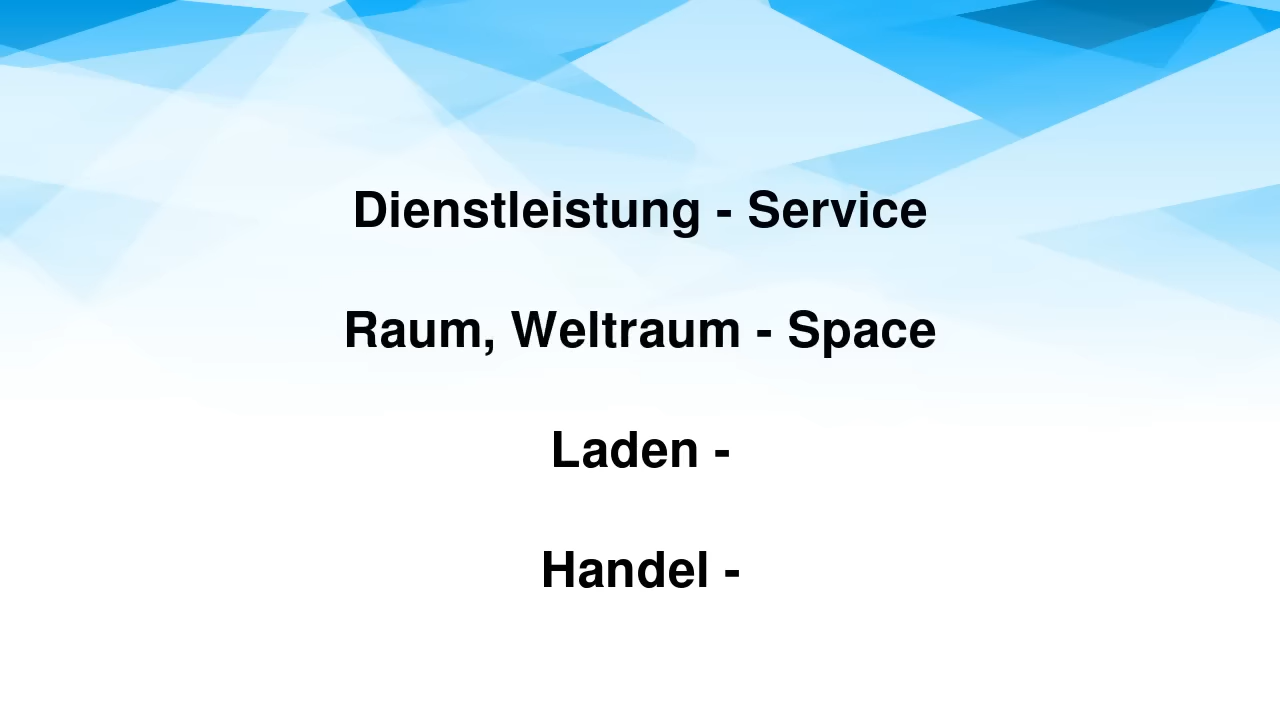 Dienstleistung - Service
Raum, Weltraum - Space
Laden -
Handel -